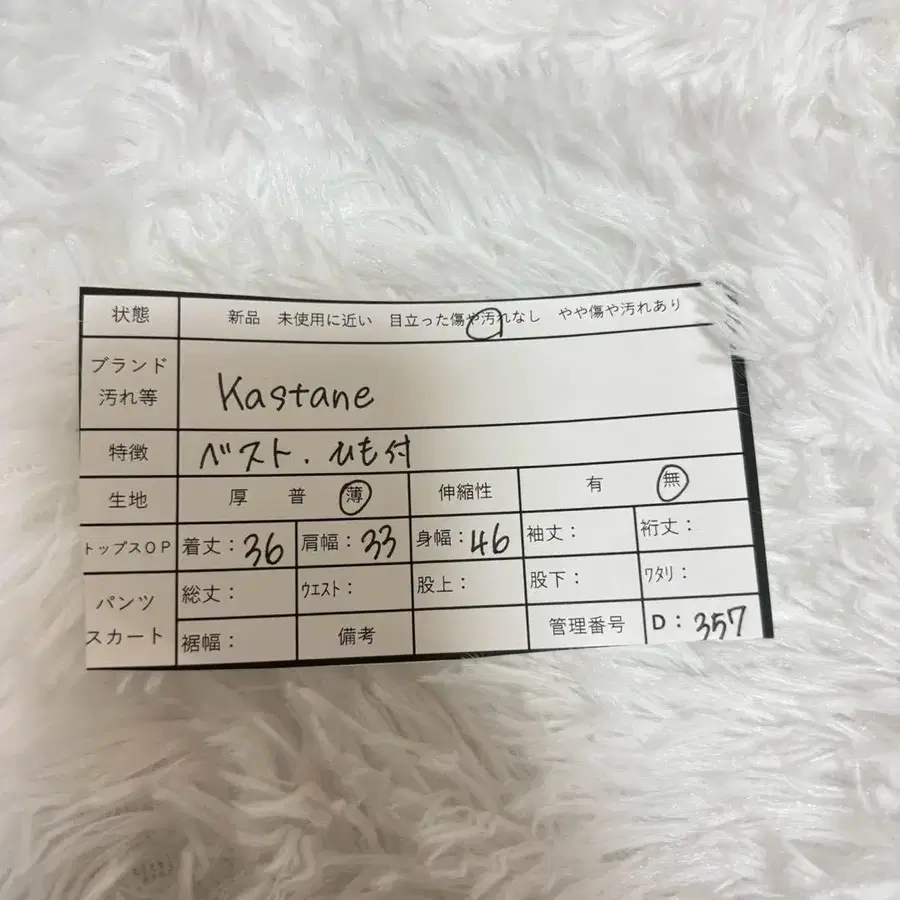 状態 新品 未使用に近い 目立った傷や汚れなし やや傷や汚れあり
ブランド
汚れ等 Kastane
特徴 ベスト.ひも付
生地 厚 普 薄 伸縮性 有 無
トップスOP 着丈:36 肩幅:33 身幅:46 袖丈: 裄丈:
パンツ 総丈: ウエスト: 股上: 股下: ワタリ:
スカート 裾幅: 備考 管理番号 D:357